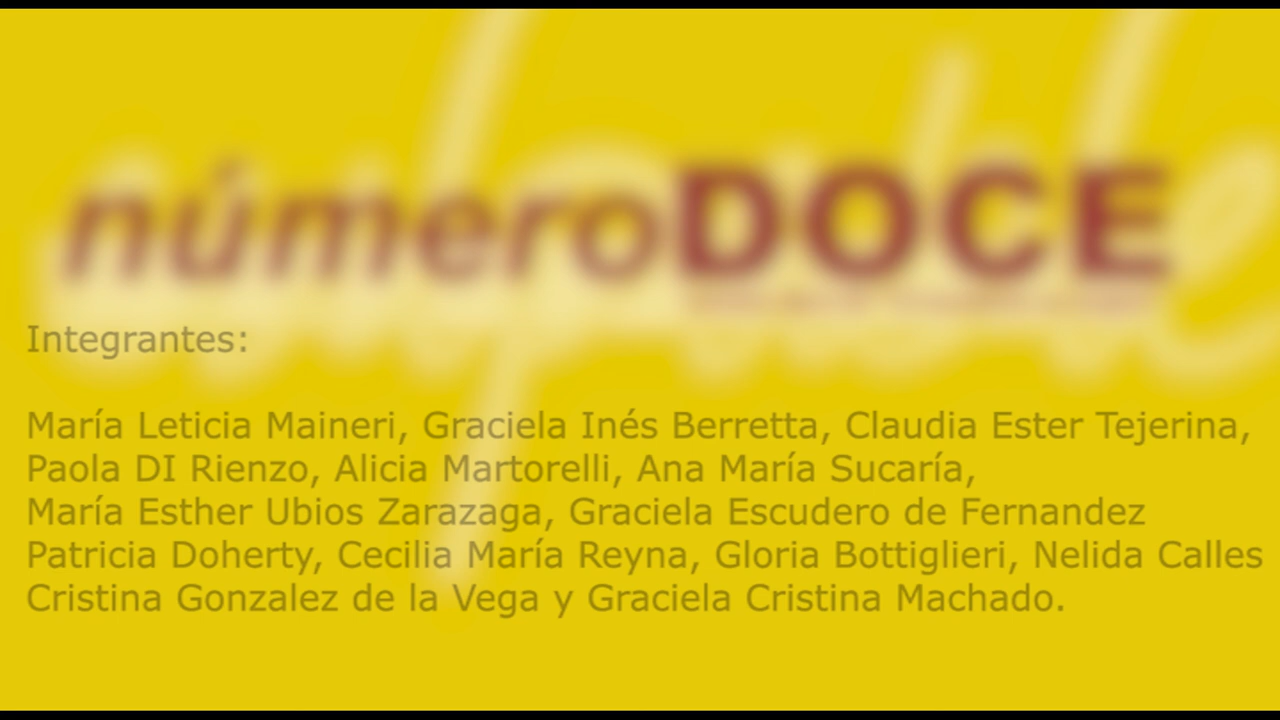 númeroDOCE
Integrantes:
María Leticia Maineri, Graciela Inés Berretta, Claudia Ester Tejerina,
Paola DI Rienzo, Alicia Martorelli, Ana María Sucaría,
María Esther Ubios Zarazaga, Graciela Escudero de Fernandez
Patricia Doherty, Cecilia María Reyna, Gloria Bottiglieri, Nelida Calles
Cristina Gonzalez de la Vega y Graciela Cristina Machado.